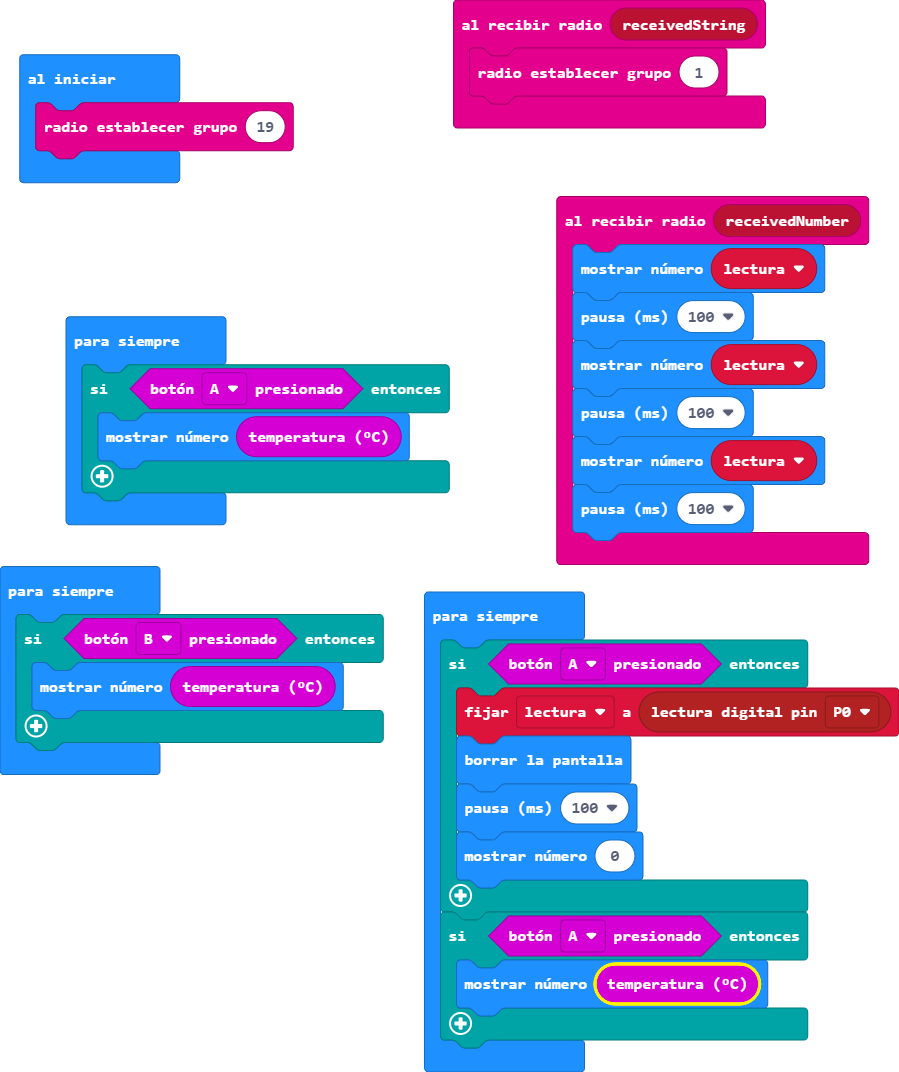 al iniciar
radio establecer grupo 19
al recibir radio receivedString
radio establecer grupo 1
al recibir radio receivedNumber
mostrar número lectura
pausa (ms) 100
mostrar número lectura
pausa (ms) 100
mostrar número lectura
pausa (ms) 100
para siempre
si botón A presionado entonces
mostrar número temperatura (ºC)
para siempre
si botón B presionado entonces
mostrar número temperatura (ºC)
para siempre
si botón A presionado entonces
fijar lectura a lectura digital pin P0
borrar la pantalla
pausa (ms) 100
mostrar número 0
si botón A presionado entonces
mostrar número temperatura (ºC)